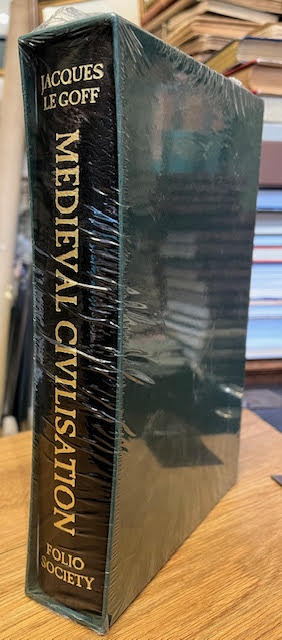 JACQUES
LE GOFF
MEDIEVAL CIVILISATION
FOLIO
SOCIETY